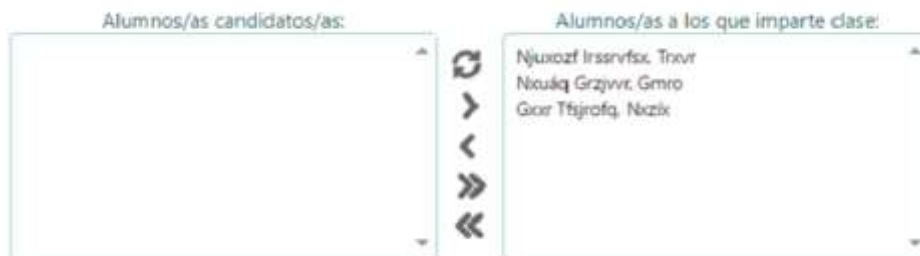 Alumnos/as candidatos/as:
Alumnos/as a los que imparte clase:
Njuxozf Irssrvfsx, Trxvr
Nxuáq Grzjvvr, Gmro
Gxxr Tfsjrofq, Nxzix